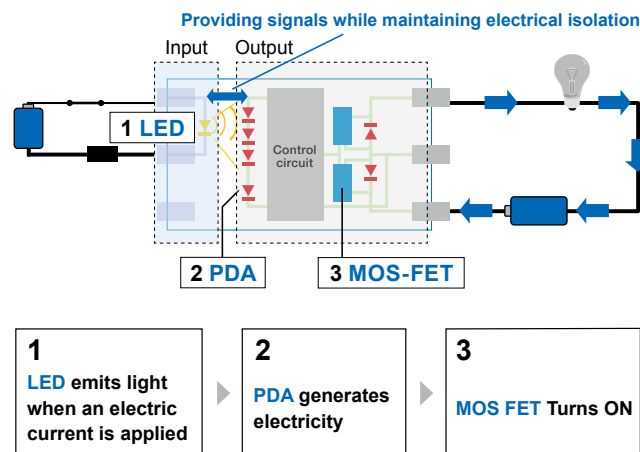 Providing signals while maintaining electrical isolation
Input
Output
1 LED
Control
circuit
2 PDA
3 MOS-FET
1
LED emits light
when an electric
current is applied
2
PDA generates
electricity
3
MOS FET Turns ON